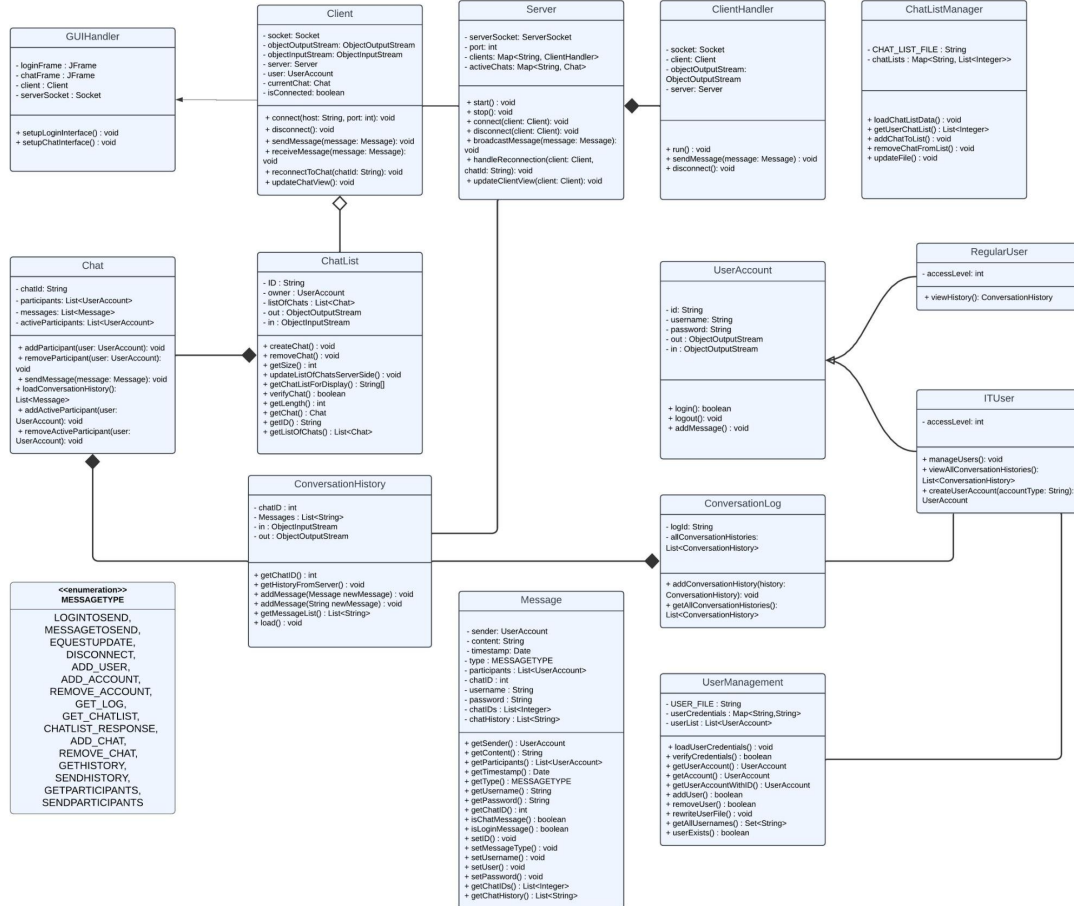 GUIHandler
- loginFrame : JFrame
- chatFrame : JFrame
- client : Client
- serverSocket : Socket
+ setupLoginInterface() : void
+ setupChatInterface() : void
Client
- socket: Socket
- objectOutputStream: ObjectOutputStream
- objectInputStream: ObjectInputStream
- server: Server
- user: UserAccount
- currentChat: Chat
- isConnected: boolean
+ connect(host: String, port: int): void
+ disconnect(): void
+ sendMessage(message: Message): void
+ receiveMessage(message: Message):
void
+ reconnectToChat(chatId: String): void
+ updateChatView(): void
Server
- serverSocket: ServerSocket
- port: int
- clients: Map<String, ClientHandler>
- activeChats: Map<String, Chat>
+ start() : void
+ stop(): void
+ connect(client: Client): void
+ disconnect(client: Client): void
+ broadcastMessage(message: Message):
void
+ handleReconnection(client: Client,
chatId: String): void
+ updateClientView(client: Client): void
ClientHandler
- socket: Socket
- client: Client
- objectOutputStream:
ObjectOutputStream
- server: Server
+ run() : void
+ sendMessage(message: Message) : void
+ disconnect(): void
ChatListManager
- CHAT_LIST_FILE : String
- chatLists : Map<String, List<Integer>>
+ loadChatListData() : void
+ getUserChatList() : List<Integer>
+ addChatToList() : void
+ removeChatFromList() : void
+ updateFile() : void
Chat
- chatId: String
- participants: List<UserAccount>
- messages: List<Message>
- activeParticipants: List<UserAccount>
+ addParticipant(user: UserAccount): void
+ removeParticipant(user: UserAccount):
void
+ sendMessage(message: Message): void
+ loadConversationHistory():
List<Message>
+ addActiveParticipant(user:
UserAccount): void
+ removeActiveParticipant(user:
UserAccount): void
ChatList
- ID : String
- owner : UserAccount
- listOfChats : List<Chat>
- out : ObjectOutputStream
- in : ObjectInputStream
+ createChat() : void
+ removeChat() : void
+ getSize() : int
+ updateListOfChatsServerSide() : void
+ getChatListForDisplay() : String[]
+ verifyChat() : boolean
+ getLength() : int
+ getChat() : Chat
+ getID() : String
+ getListOfChats() : List<Chat>
UserAccount
- id: String
- username: String
- password: String
- out : ObjectOutputStream
- in : ObjectOutputStream
+ login(): boolean
+ logout(): void
+ addMessage() : void
RegularUser
- accessLevel: int
+ viewHistory(): ConversationHistory
ITUser
- accessLevel: int
+ manageUsers(): void
+ viewAllConversationHistories():
List<ConversationHistory>
+ createUserAccount(accountType: String):
UserAccount
ConversationHistory
- chatID : int
- Messages : List<String>
- in : ObjectInputStream
- out : ObjectOutputStream
+ getChatID() : int
+ getHistoryFromServer() : void
+ addMessage(Message newMessage) : void
+ addMessage(String newMessage) : void
+ getMessageList() : List<String>
+ load() : void
ConversationLog
- logId: String
- allConversationHistories:
List<ConversationHistory>
+ addConversationHistory(history:
ConversationHistory): void
+ getAllConversationHistories():
List<ConversationHistory>
<<enumeration>>
MESSAGETYPE
LOGINTOSEND,
MESSAGETOSEND,
EQUESTUPDATE,
DISCONNECT,
ADD_USER,
ADD_ACCOUNT,
REMOVE_ACCOUNT,
GET_LOG,
GET_CHATLIST,
CHATLIST_RESPONSE,
ADD_CHAT,
REMOVE_CHAT,
GETHISTORY,
SENDHISTORY,
GETPARTICIPANTS,
SENDPARTICIPANTS
Message
- sender: UserAccount
- content: String
- timestamp: Date
- type : MESSAGETYPE
- participants : List<UserAccount>
- chatID : int
- username : String
- password : String
- chatIDs : List<Integer>
- chatHistory : List<String>
+ getSender() : UserAccount
+ getContent() : String
+ getParticipants() : List<UserAccount>
+ getTimestamp() : Date
+ getType() : MESSAGETYPE
+ getUsername() : String
+ getPassword() : String
+ getChatID() : int
+ isChatMessage() : boolean
+ isLoginMessage() : boolean
+ setID() : void
+ setMessageType() : void
+ setUsername() : void
+ setUser() : void
+ setPassword() : void
+ getChatIDs() : List<Integer>
+ getChatHistory() : List<String>
UserManagement
- USER_FILE : String
- userCredentials : Map<String,String>
- userList : List<UserAccount>
+ loadUserCredentials() : void
+ verifyCredentials() : boolean
+ getUserAccount() : UserAccount
+ getAccount() : UserAccount
+ getUserAccountWithID() : UserAccount
+ addUser() : boolean
+ removeUser() : boolean
+ rewriteUserFile() : void
+ getAllUsernames() : Set<String>
+ userExists() : boolean